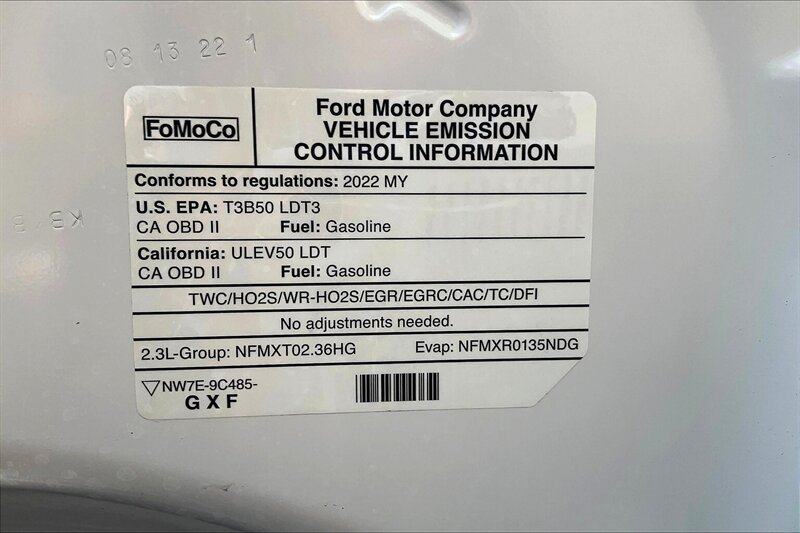 08 13 22 1
FoMoCo
Ford Motor Company
VEHICLE EMISSION
CONTROL INFORMATION
Conforms to regulations: 2022 MY
U.S. EPA: T3B50 LDT3
CA OBD II Fuel: Gasoline
California: ULEV50 LDT
CA OBD II Fuel: Gasoline
TWC/HO2S/WR-HO2S/EGR/EGRC/CAC/TC/DFI
No adjustments needed.
2.3L-Group: NFMXT02.36HG Evap: NFMXR0135NDG
NW7E-9C485-
G X F